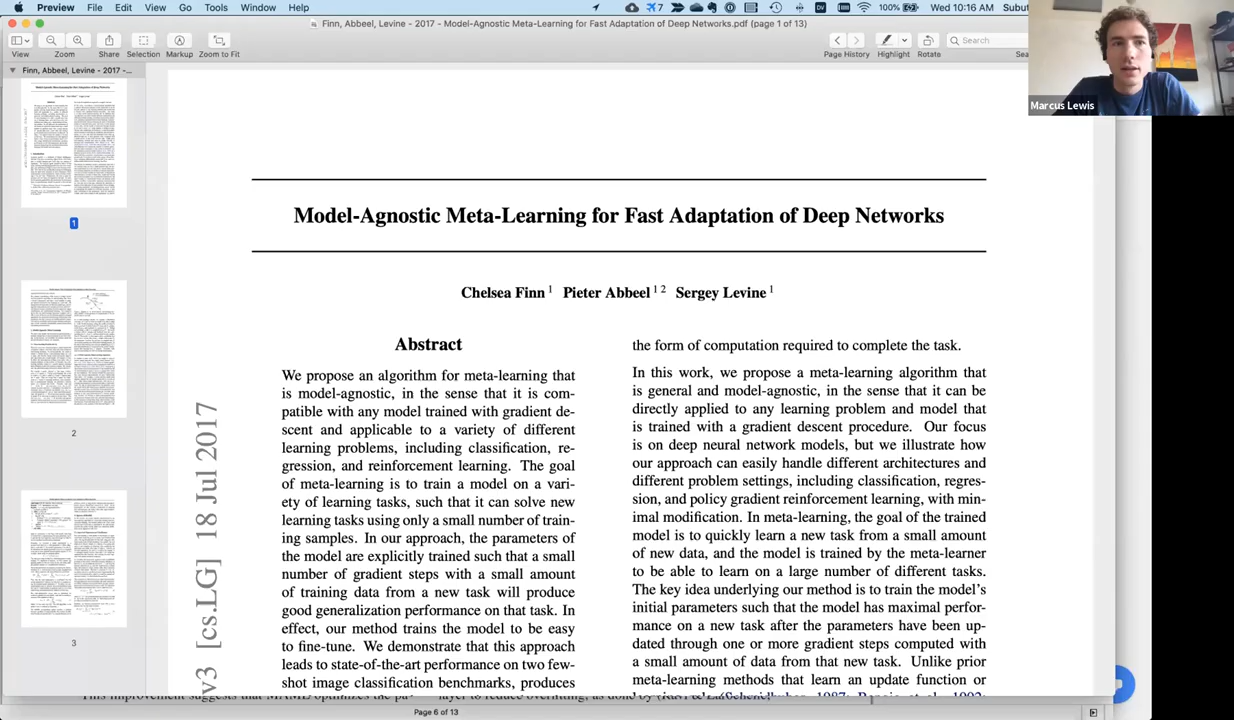 Preview File Edit View Go Tools Window Help
7 100% Wed 10:16 AM Subut
Finn, Abbeel, Levine - 2017 - Model-Agnostic Meta-Learning for Fast Adaptation of Deep Networks.pdf (page 1 of 13)
View Zoom Share Selection Markup Zoom to Fit Page History Highlight Rotate Search
Finn, Abbeel, Levine - 2017 -...
Marcus Lewis
1
2
3
Model-Agnostic Meta-Learning for Fast Adaptation of Deep Networks
Chelsea Finn 1 Pieter Abbeel 1 2 Sergey Levine 1
v3 [cs.LG] 18 Jul 2017
Abstract
We propose an algorithm for meta-learning that
is model-agnostic, in the sense that it is com-
patible with any model trained with gradient de-
scent and applicable to a variety of different
learning problems, including classification, re-
gression, and reinforcement learning. The goal
of meta-learning is to train a model on a vari-
ety of learning tasks, such that it can solve new
learning tasks using only a small number of train-
ing samples. In our approach, the parameters of
the model are explicitly trained such that a small
number of gradient steps with a small amount
of training data from a new task will produce
good generalization performance on that task. In
effect, our method trains the model to be easy
to fine-tune. We demonstrate that this approach
leads to state-of-the-art performance on two few-
shot image classification benchmarks, produces
the form of computation required to complete the task.
In this work, we propose a meta-learning algorithm that
is general and model-agnostic, in the sense that it can be
directly applied to any learning problem and model that
is trained with a gradient descent procedure. Our focus
is on deep neural network models, but we illustrate how
our approach can easily handle different architectures and
different problem settings, including classification, regres-
sion, and policy gradient reinforcement learning, with min-
imal modification. In meta-learning, the goal of the trained
model is to quickly learn a new task from a small amount
of new data, and the model is trained by the meta-learner
to be able to learn on a large number of different tasks.
The key idea underlying our method is to train the model's
initial parameters such that the model has maximal perfor-
mance on a new task after the parameters have been up-
dated through one or more gradient steps computed with
a small amount of data from that new task. Unlike prior
meta-learning methods that learn an update function or
Page 6 of 13